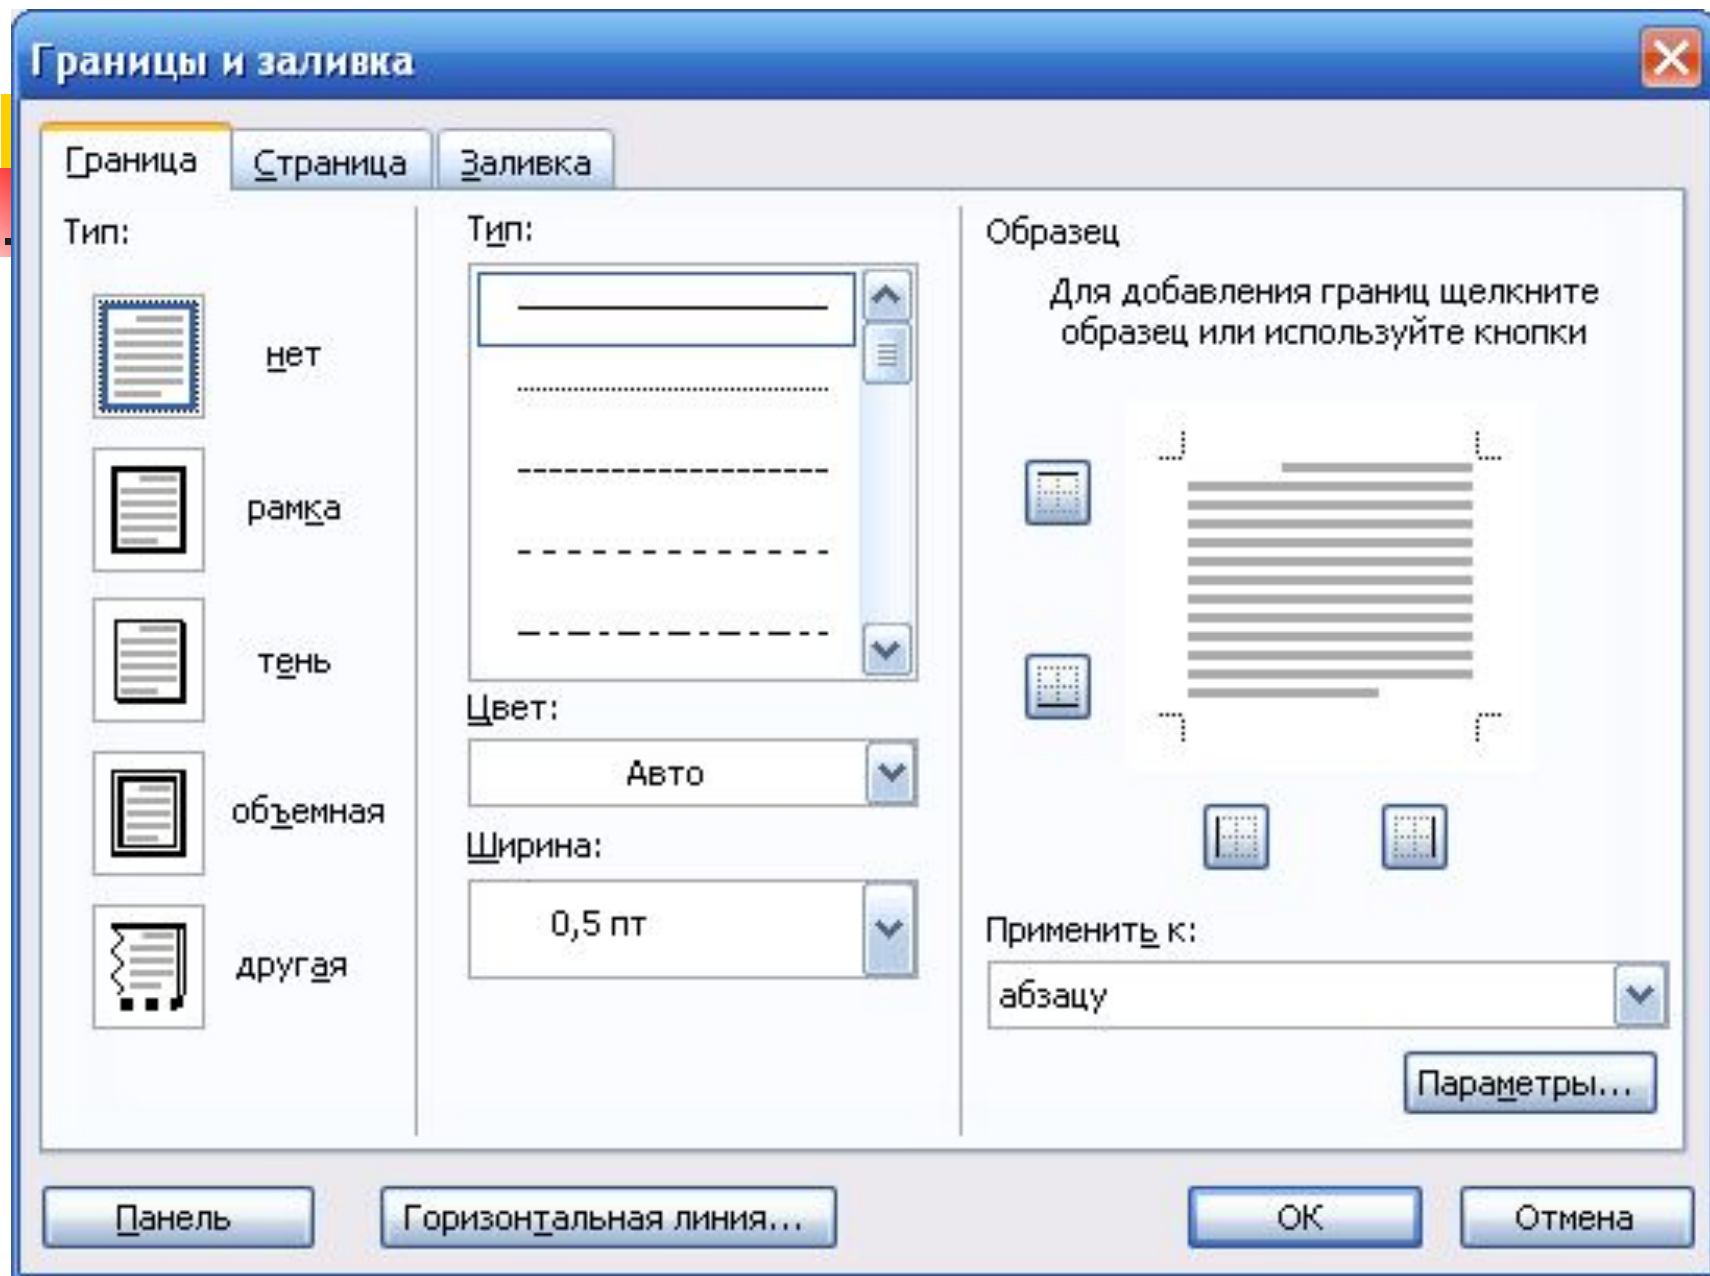 Границы и заливка
Граница
Страница
Заливка
Тип:
нет
рамка
тень
объемная
другая
Тип:
Цвет:
Авто
Ширина:
0,5 пт
Образец
Для добавления границ щелкните
образец или используйте кнопки
Применить к:
абзацу
Параметры...
Панель
Горизонтальная линия...
ОК
Отмена